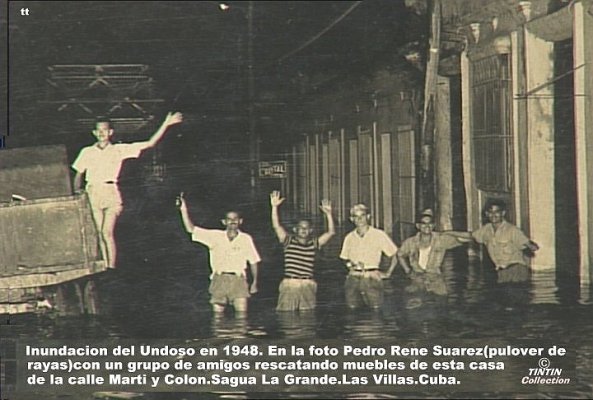 tt
Inundacion del Undoso en 1948. En la foto Pedro Rene Suarez(pulover de
rayas)con un grupo de amigos rescatando muebles de esta casa
de la calle Marti y Colon.Sagua La Grande.Las Villas.Cuba.
©
TINTIN
Collection